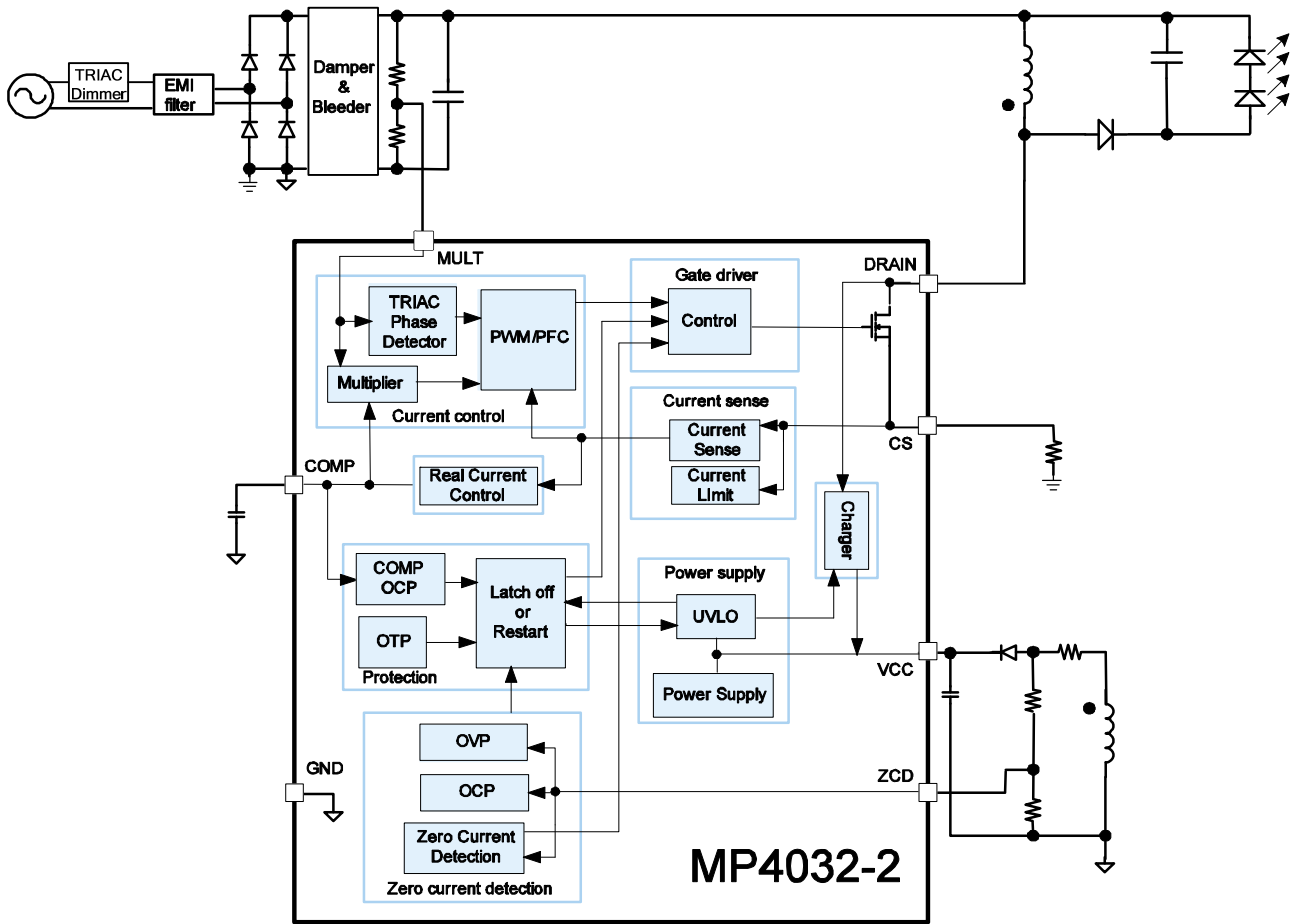 TRIAC
Dimmer
EMI
filter
Damper
&
Bleeder
MULT
TRIAC
Phase
Detector
PWM/PFC
Multiplier
Current control
Gate driver
Control
DRAIN
Current sense
Current
Sense
Current
LImit
CS
COMP
Real Current
Control
Charger
COMP
OCP
OTP
Latch off
or
Restart
Protection
Power supply
UVLO
Power Supply
VCC
OVP
OCP
Zero Current
Detection
Zero current detection
GND
ZCD
MP4032-2